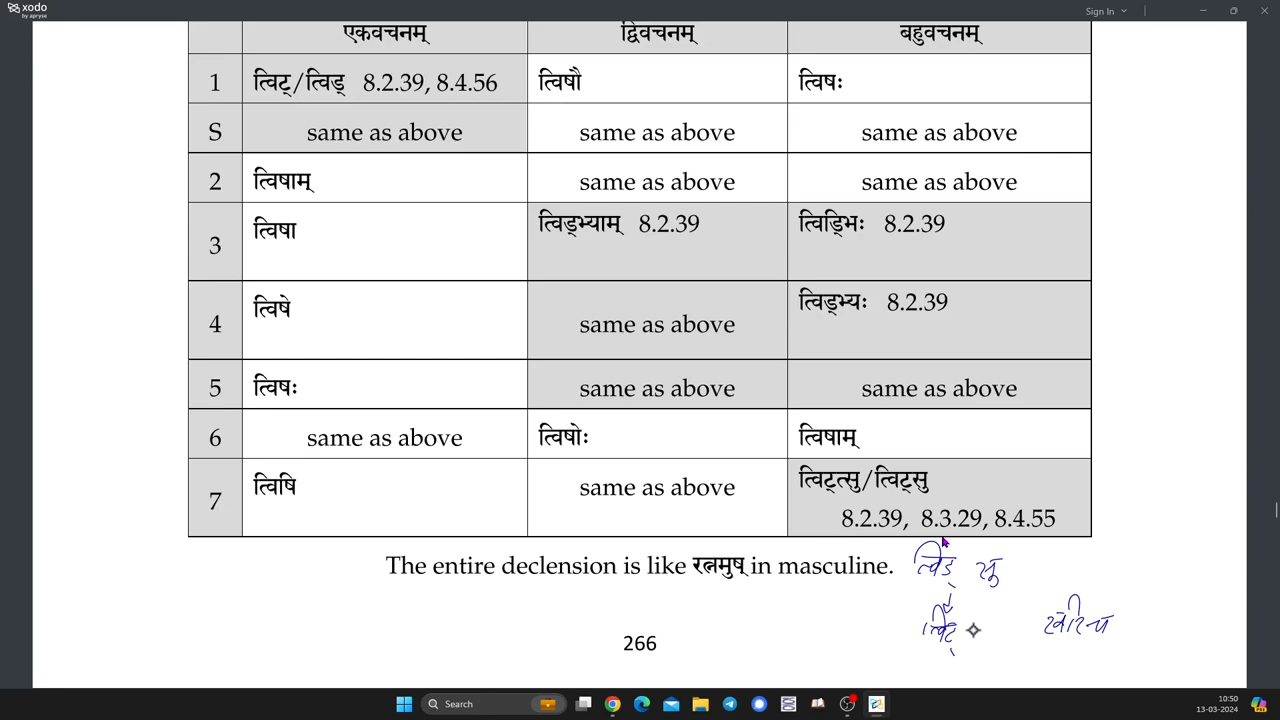 xodo
by apryse
Sign In
एकवचनम् द्विवचनम् बहुवचनम्
1 त्विट्/त्विड् 8.2.39, 8.4.56 त्विषौ त्विषः
S same as above same as above same as above
2 त्विषाम् same as above same as above
3 त्विषा त्विड्भ्याम् 8.2.39 त्विड्भिः 8.2.39
4 त्विषे same as above त्विड्भ्यः 8.2.39
5 त्विषः same as above same as above
6 same as above त्विषोः त्विषाम्
7 त्विषि same as above त्विट्त्सु/त्विट्सु
8.2.39, 8.3.29, 8.4.55
The entire declension is like रत्नमुष् in masculine. त्विड् सु
त्विट् खरि च
266
Search
10:50
13-03-2024